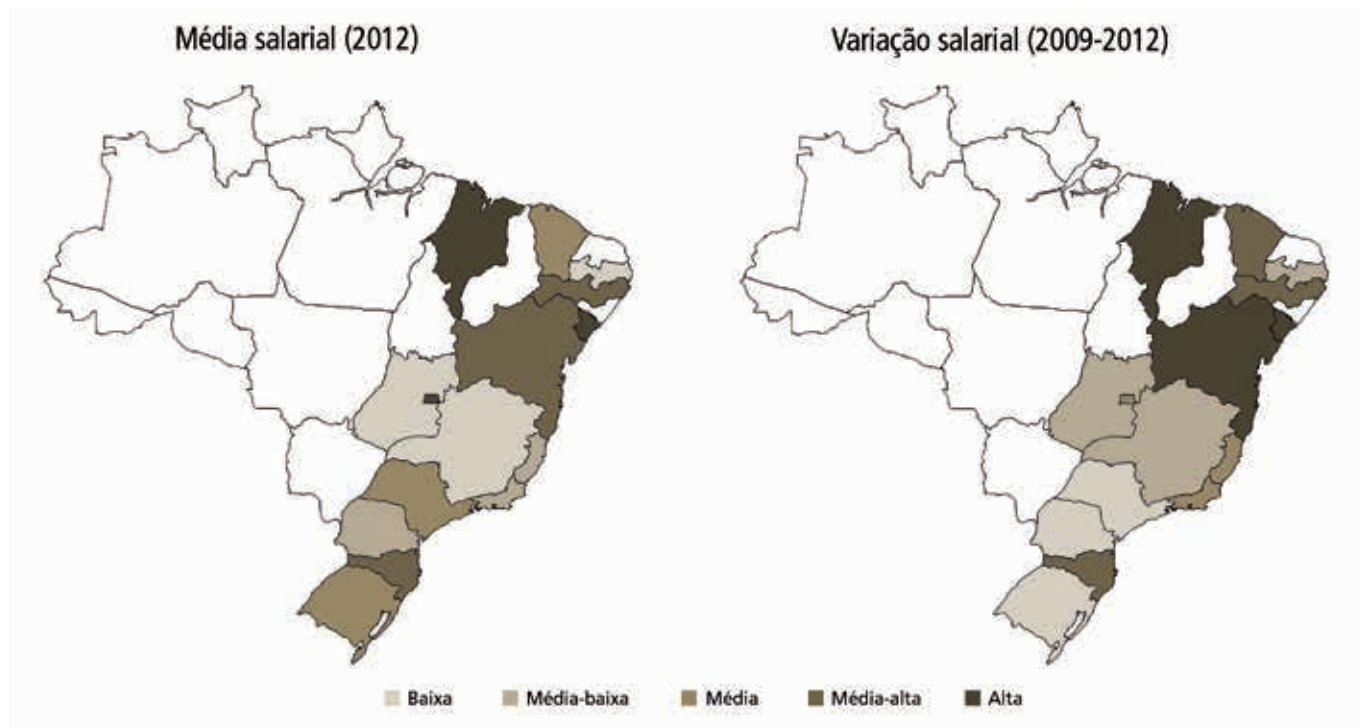 Média salarial (2012)
Variação salarial (2009-2012)
Baixa
Média-baixa
Média
Média-alta
Alta